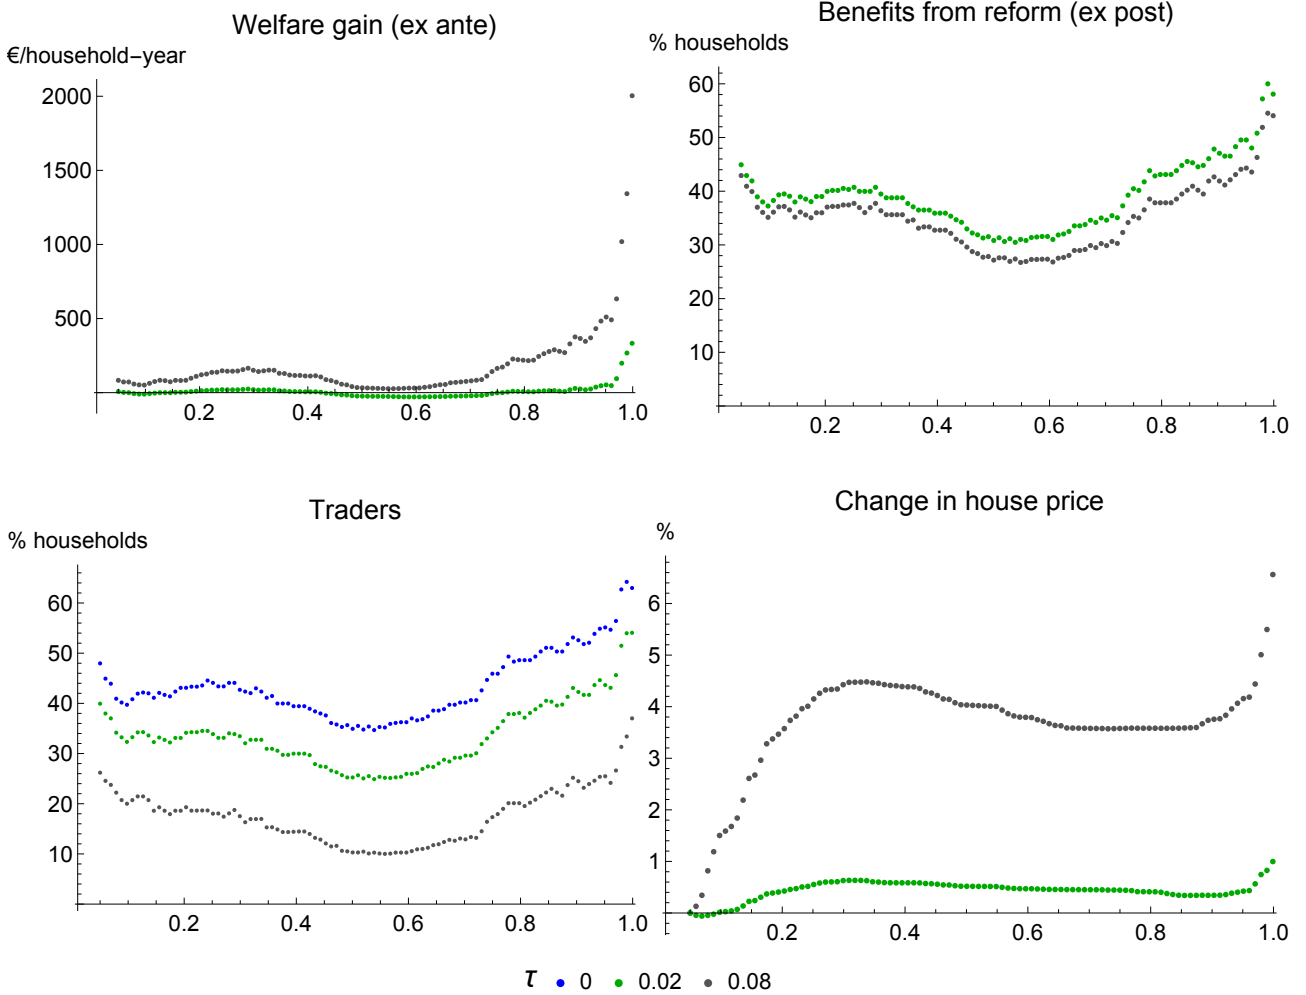 Welfare gain (ex ante)
€/household−year
2000
1500
1000
500
0.2 0.4 0.6 0.8 1.0
Benefits from reform (ex post)
% households
60
50
40
30
20
10
0.2 0.4 0.6 0.8 1.0
Traders
% households
60
50
40
30
20
10
0.2 0.4 0.6 0.8 1.0
Change in house price
%
6
5
4
3
2
1
0.2 0.4 0.6 0.8 1.0
τ 0 0.02 0.08